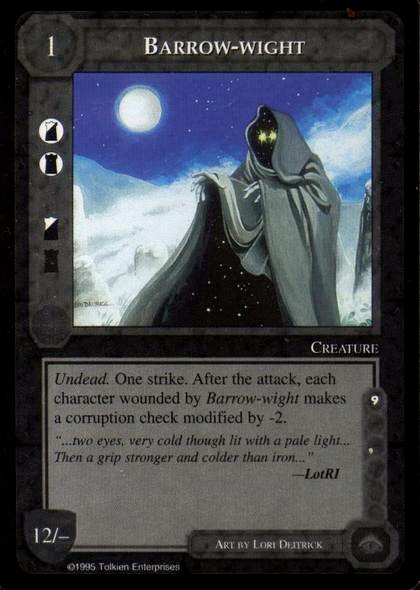 1
BARROW-WIGHT
CREATURE
Undead. One strike. After the attack, each
character wounded by Barrow-wight makes
a corruption check modified by -2.
9
“...two eyes, very cold though lit with a pale light...
Then a grip stronger and colder than iron...”
—LotRI
12/–
ART BY LORI DEITRICK
©1995 Tolkien Enterprises